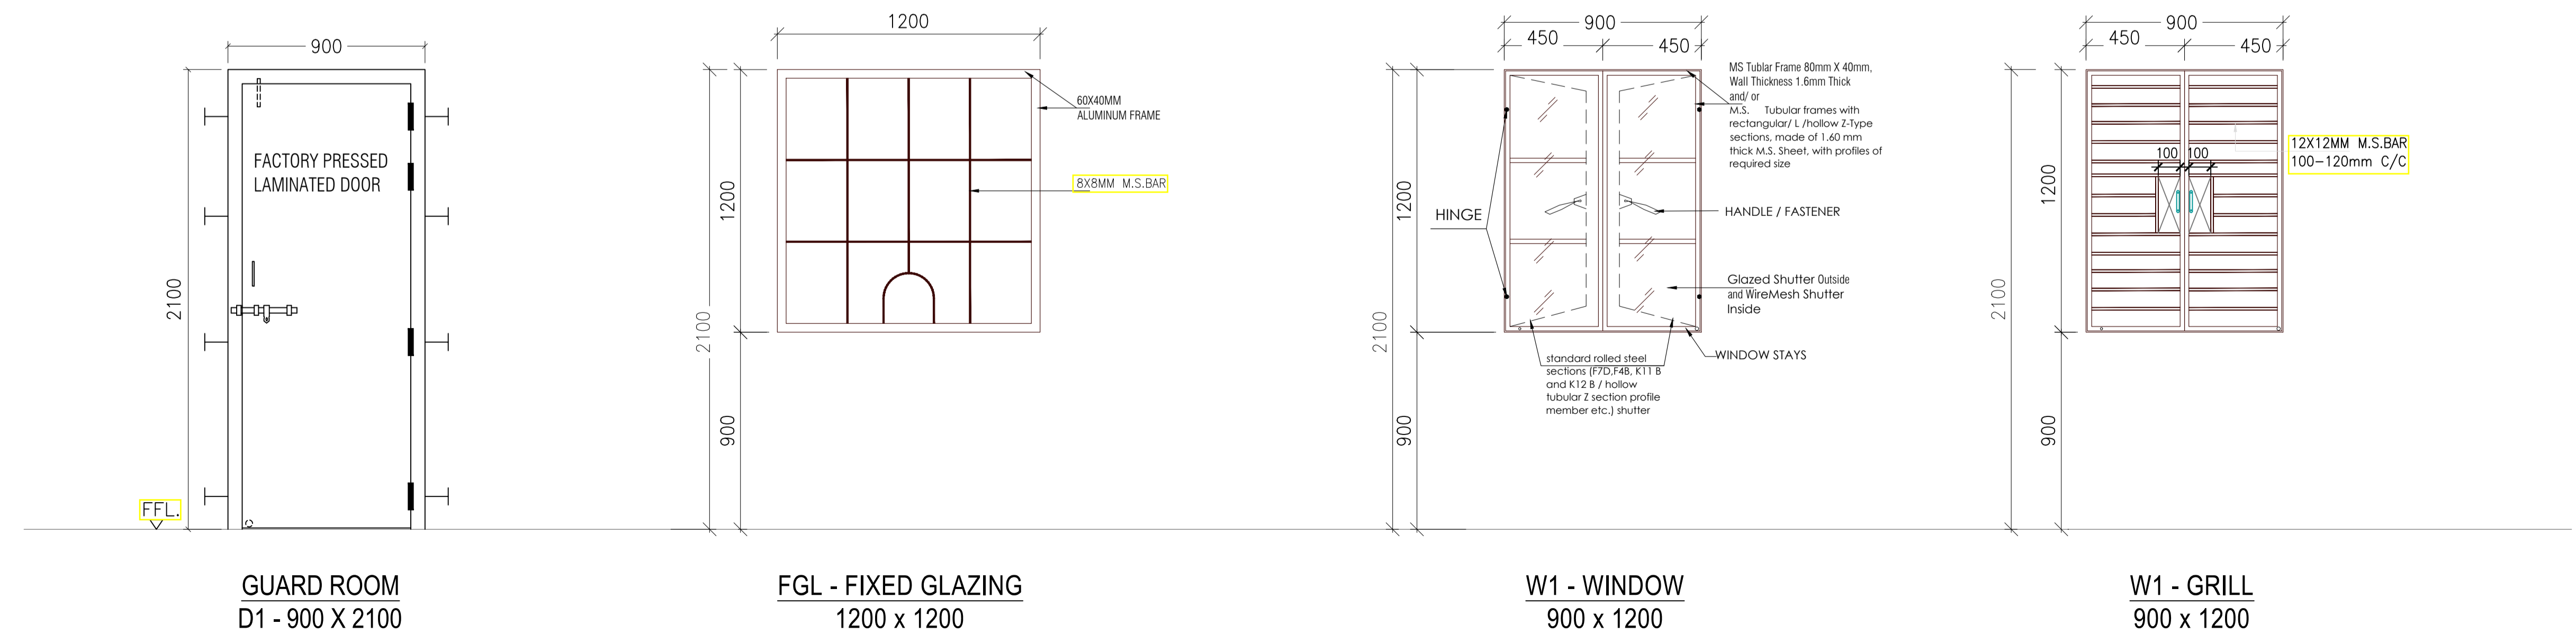 900
2100
FACTORY PRESSED
LAMINATED DOOR
FFL.
GUARD ROOM
D1 - 900 X 2100
1200
2100
1200
900
60X40MM
ALUMINUM FRAME
8X8MM M.S.BAR
FGL - FIXED GLAZING
1200 x 1200
900
450
450
2100
1200
900
HINGE
MS Tublar Frame 80mm X 40mm,
Wall Thickness 1.6mm Thick
and/ or
M.S. Tubular frames with
rectangular/ L /hollow Z-Type
sections, made of 1.60 mm
thick M.S. Sheet, with profiles of
required size
HANDLE / FASTENER
Glazed Shutter Outside
and WireMesh Shutter
Inside
WINDOW STAYS
standard rolled steel
sections (F7D,F4B, K11 B
and K12 B / hollow
tubular Z section profile
member etc.) shutter
W1 - WINDOW
900 x 1200
900
450
450
2100
1200
900
100
100
12X12MM M.S.BAR
100-120mm C/C
W1 - GRILL
900 x 1200